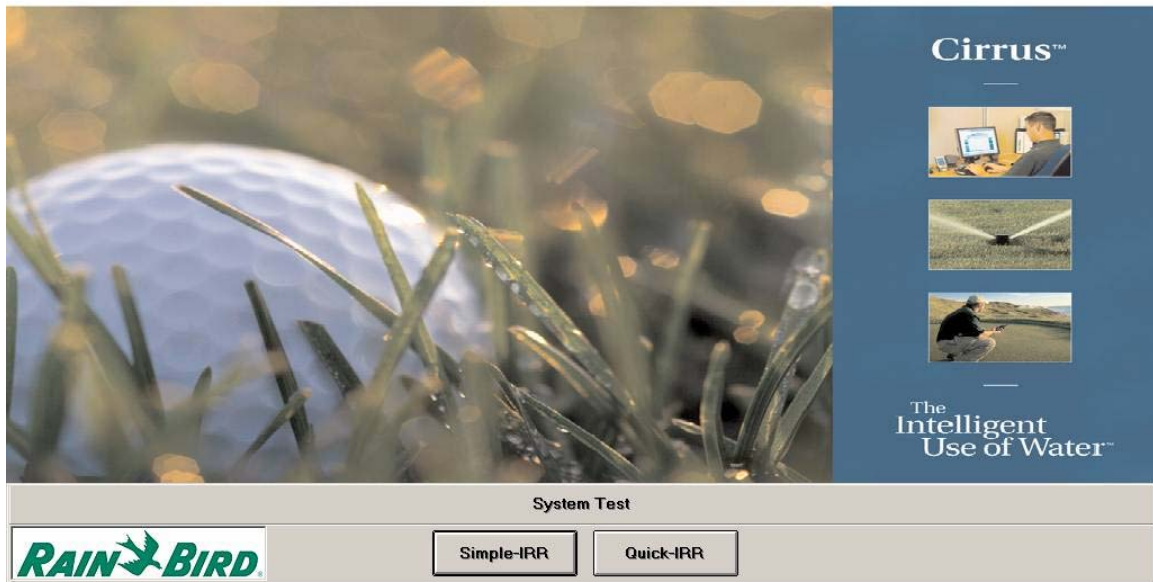 Cirrus™
The
Intelligent
Use of Water™
System Test
RAIN BIRD.
Simple-IRR
Quick-IRR